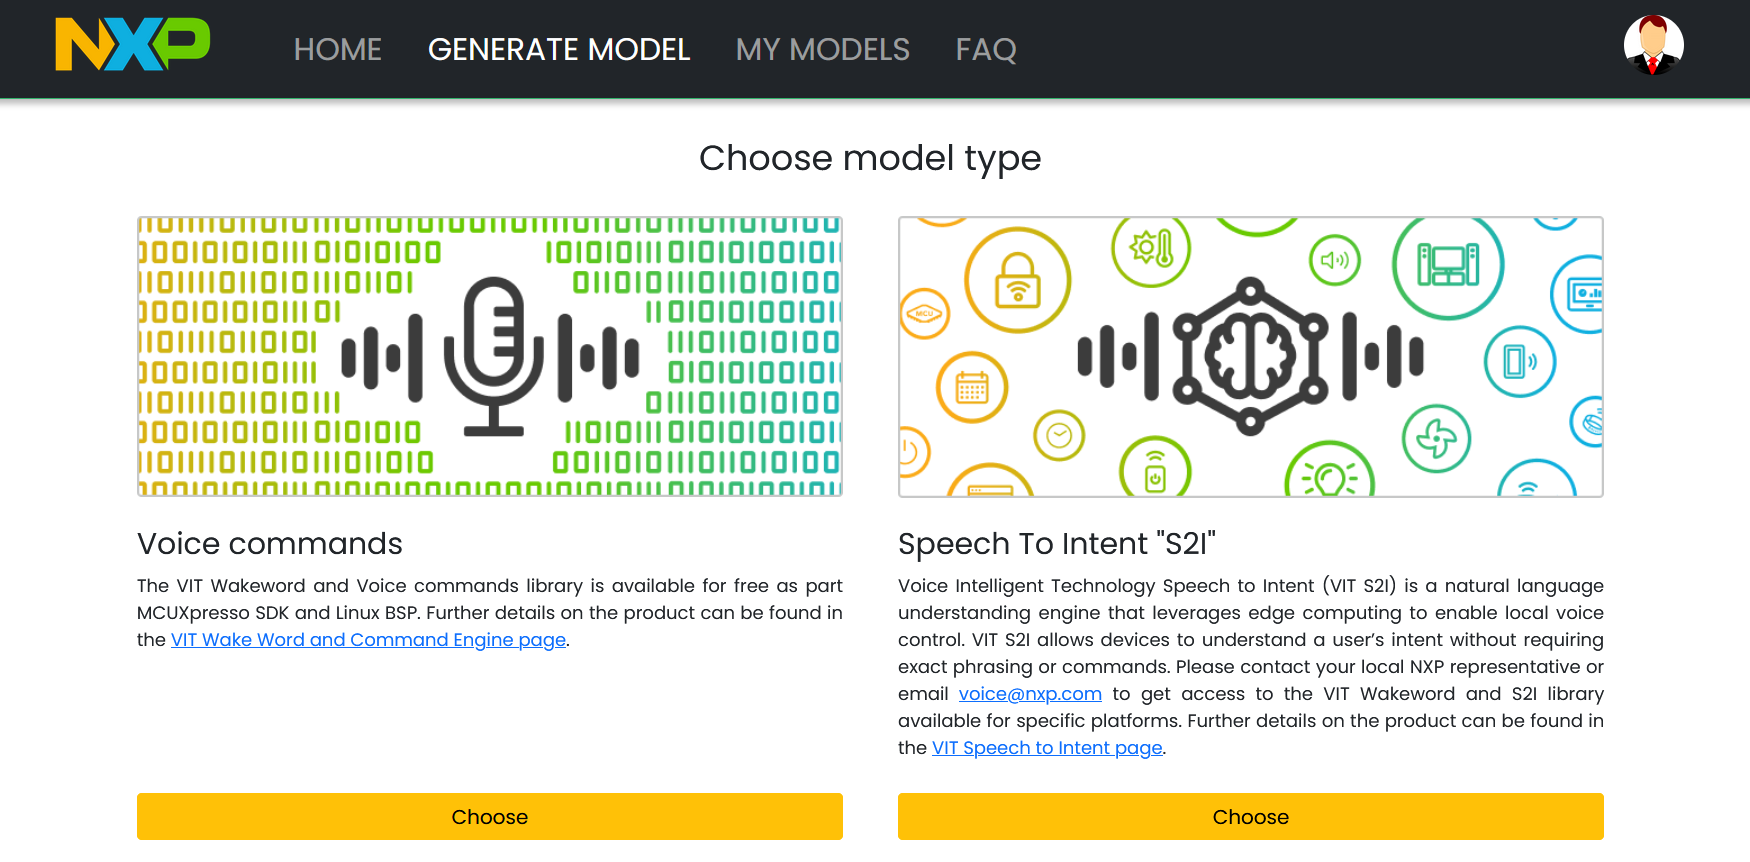 NXP HOME GENERATE MODEL MY MODELS FAQ
Choose model type
MCU
Voice commands
The VIT Wakeword and Voice commands library is available for free as part
MCUXpresso SDK and Linux BSP. Further details on the product can be found in
the VIT Wake Word and Command Engine page.
Choose
Speech To Intent "S2I"
Voice Intelligent Technology Speech to Intent (VIT S2I) is a natural language
understanding engine that leverages edge computing to enable local voice
control. VIT S2I allows devices to understand a user’s intent without requiring
exact phrasing or commands. Please contact your local NXP representative or
email voice@nxp.com to get access to the VIT Wakeword and S2I library
available for specific platforms. Further details on the product can be found in
the VIT Speech to Intent page.
Choose